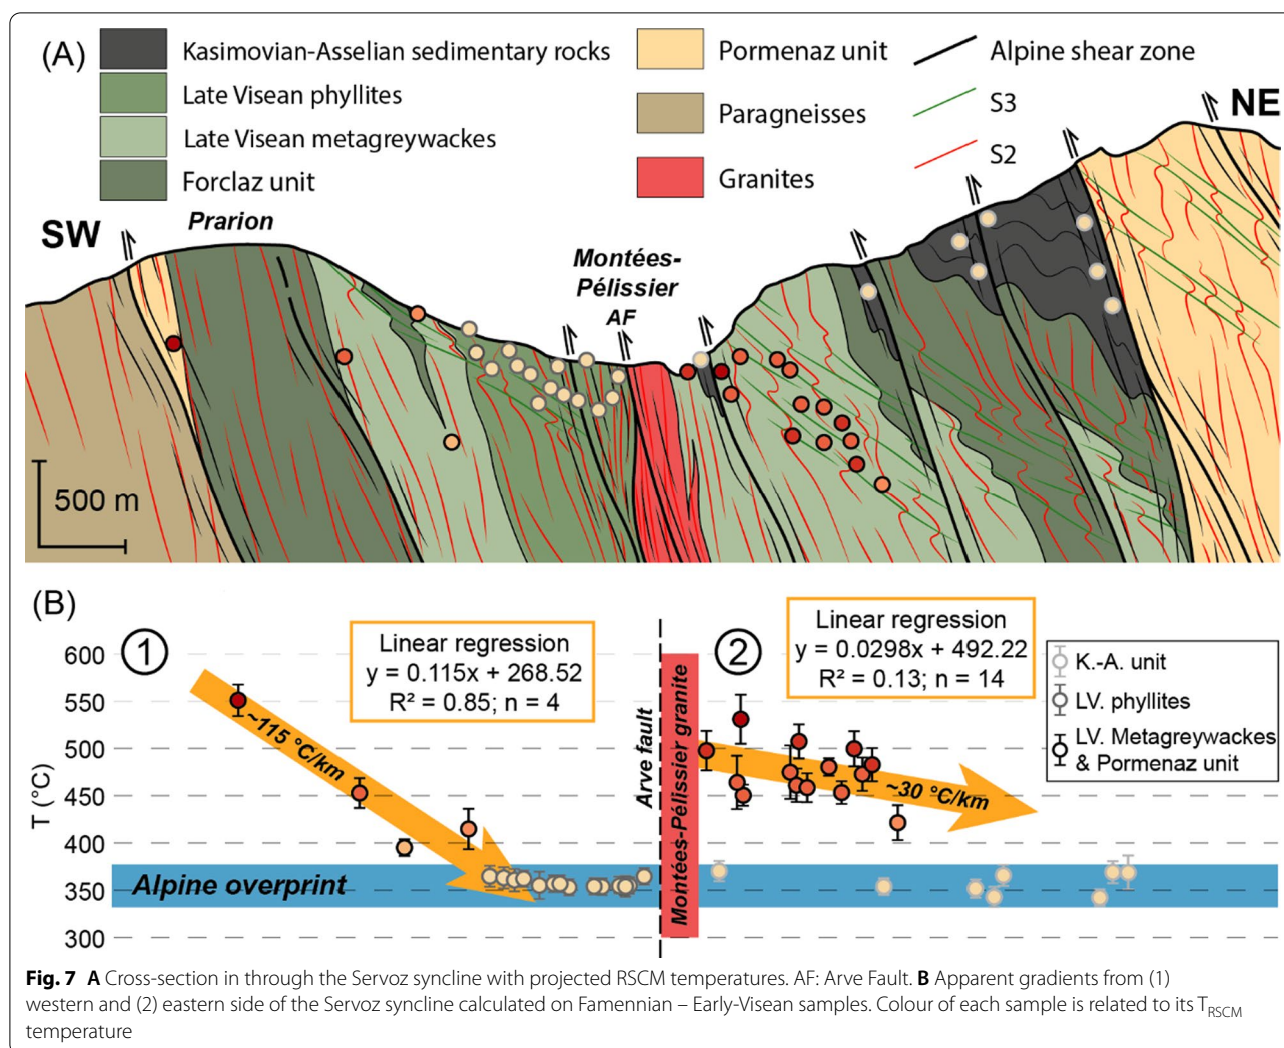 (A)
Kasimovian-Asselian sedimentary rocks
Late Visean phyllites
Late Visean metagreywackes
Forclaz unit
Pormenaz unit
Paragneisses
Granites
Alpine shear zone
S3
S2
NE
SW
Prarion
Montées-
Pélissier
AF
500 m
(B)
T (°C)
600
550
500
450
400
350
300
1
Linear regression
y = 0.115x + 268.52
R² = 0.85; n = 4
~115 °C/km
Alpine overprint
Arve fault
Montées-Pélissier granite
2
Linear regression
y = 0.0298x + 492.22
R² = 0.13; n = 14
~30 °C/km
K.-A. unit
LV. phyllites
LV. Metagreywackes
& Pormenaz unit
Fig. 7 A Cross-section in through the Servoz syncline with projected RSCM temperatures. AF: Arve Fault. B Apparent gradients from (1)
western and (2) eastern side of the Servoz syncline calculated on Famennian – Early-Visean samples. Colour of each sample is related to its TRSCM
temperature